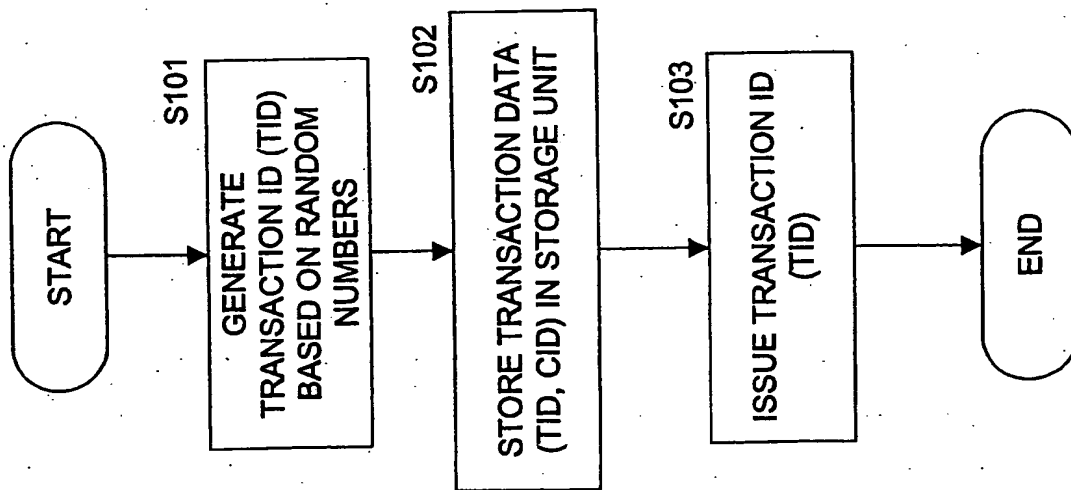 START
S101
GENERATE
TRANSACTION ID (TID)
BASED ON RANDOM
NUMBERS
S102
STORE TRANSACTION DATA
(TID, CID) IN STORAGE UNIT
S103
ISSUE TRANSACTION ID
(TID)
END